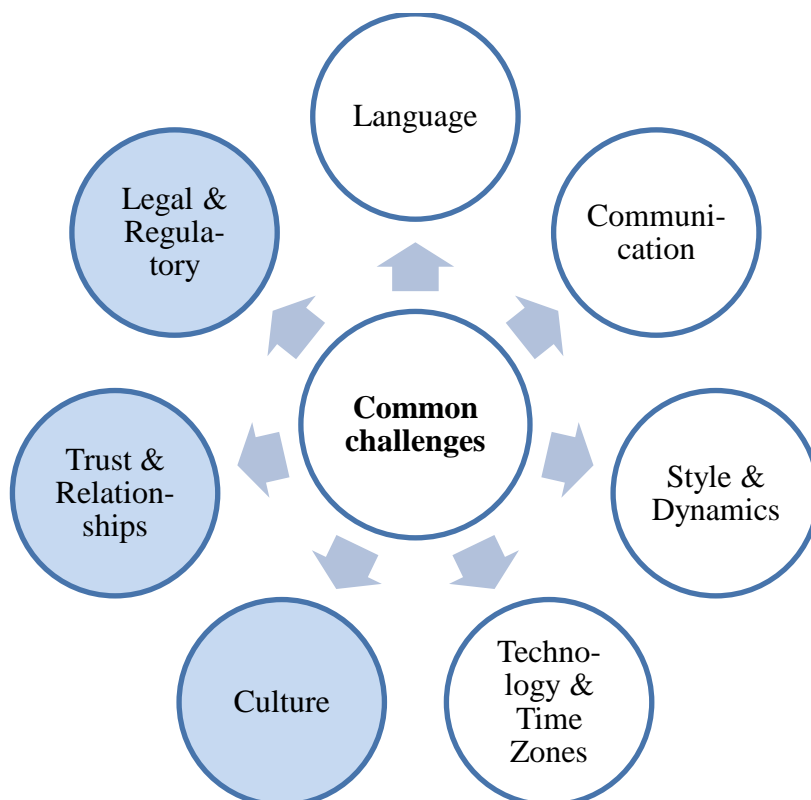 Language
Communi-
cation
Style &
Dynamics
Techno-
logy &
Time
Zones
Culture
Trust &
Relation-
ships
Legal &
Regula-
tory
Common
challenges